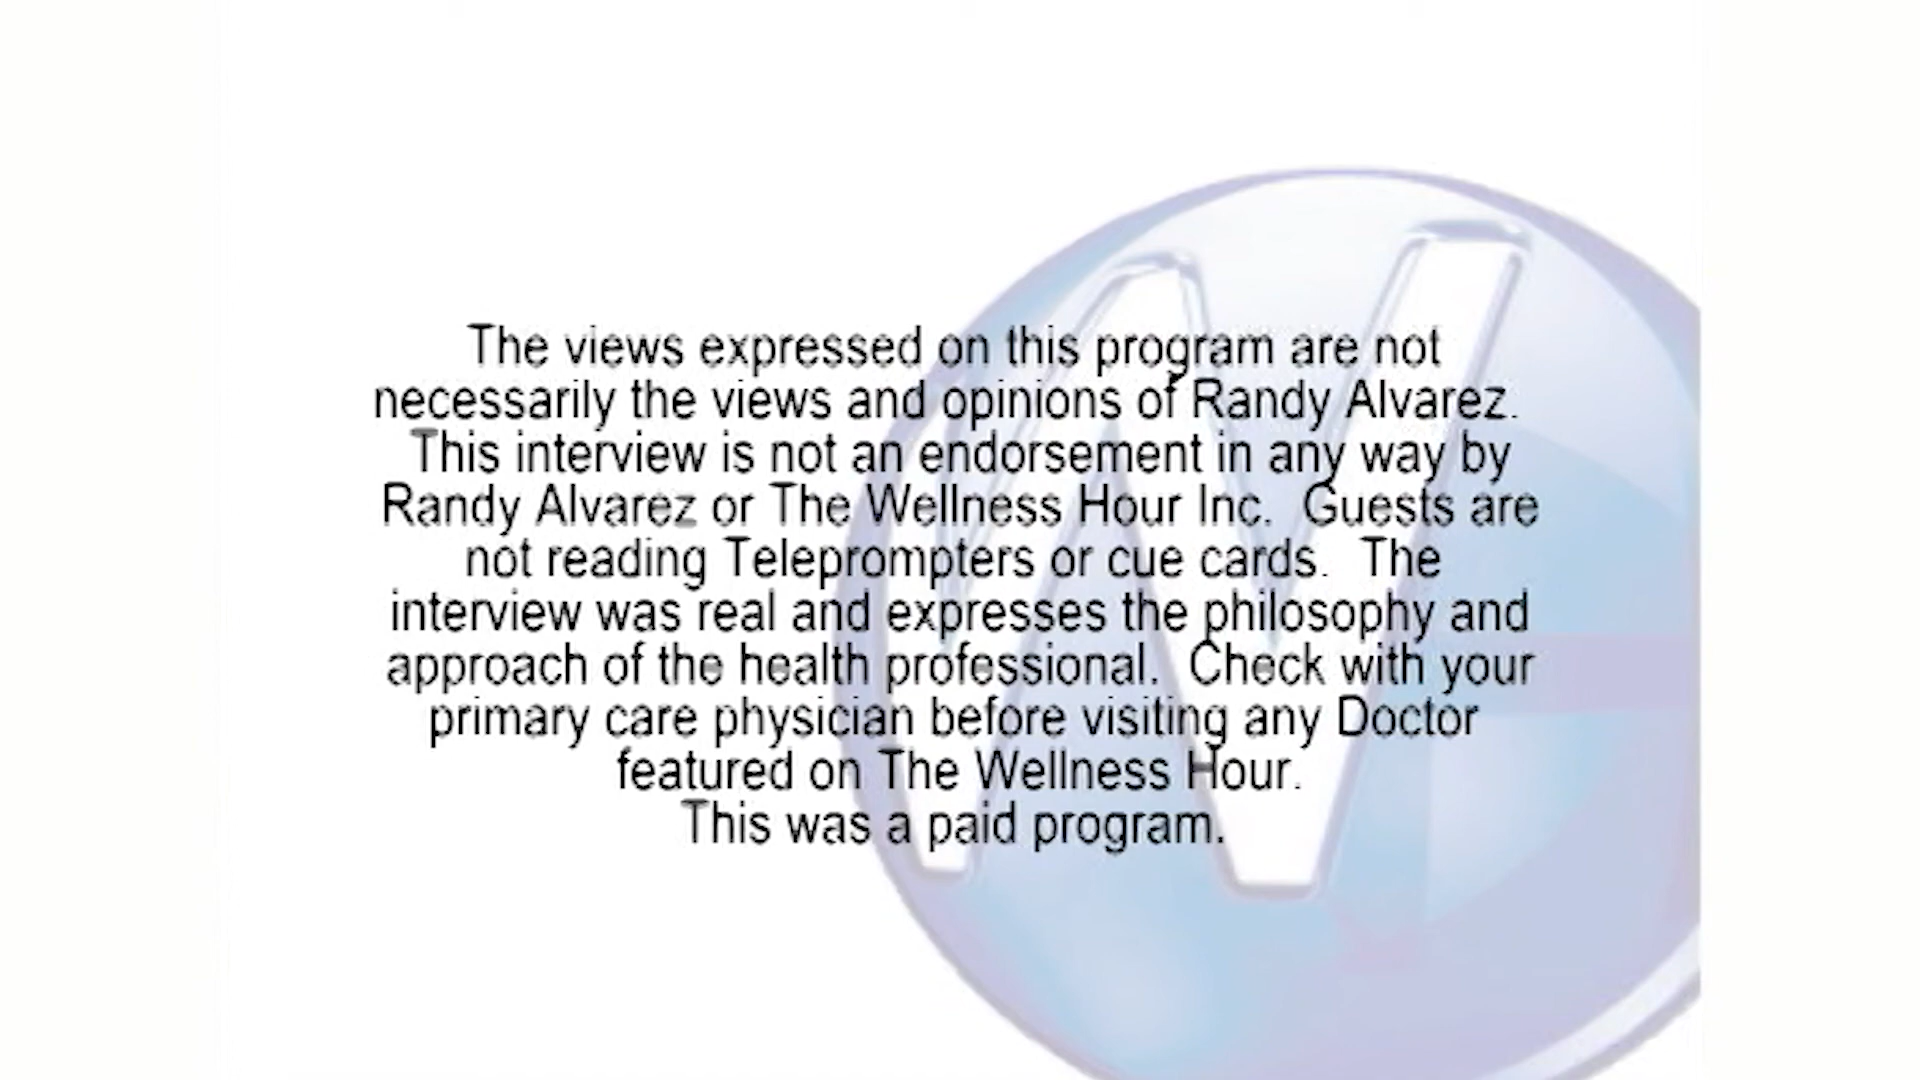 The views expressed on this program are not
necessarily the views and opinions of Randy Alvarez.
This interview is not an endorsement in any way by
Randy Alvarez or The Wellness Hour Inc.  Guests are
not reading Teleprompters or cue cards.  The
interview was real and expresses the philosophy and
approach of the health professional.  Check with your
primary care physician before visiting any Doctor
featured on The Wellness Hour.
This was a paid program.
W